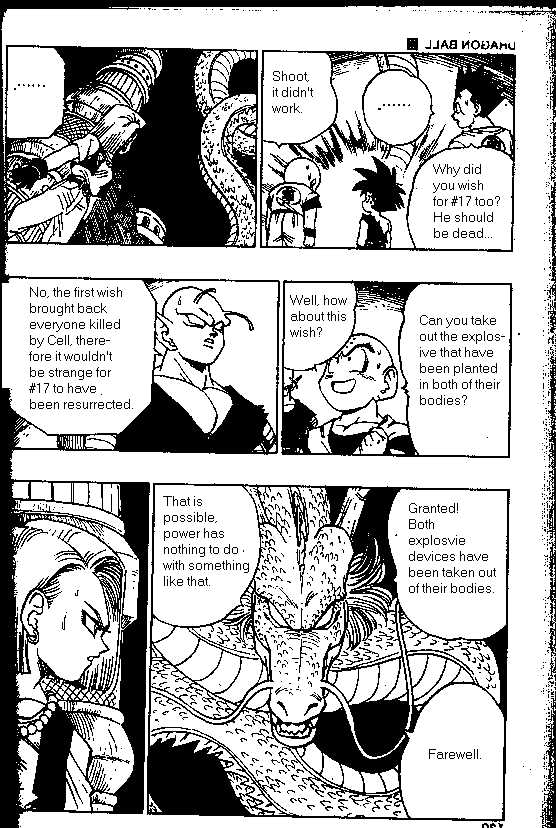 DRAGON BALL
.......
Shoot,
it didn't
work.
.......
Why did
you wish
for #17 too?
He should
be dead...
No, the first wish
brought back
everyone killed
by Cell, there-
fore it wouldn't
be strange for
#17 to have
been resurrected.
Well, how
about this
wish?
Can you take
out the explos-
ive that have
been planted
in both of their
bodies?
That is
possible,
power has
nothing to do
with something
like that.
Granted!
Both
explosvie
devices have
been taken out
of their bodies.
Farewell.